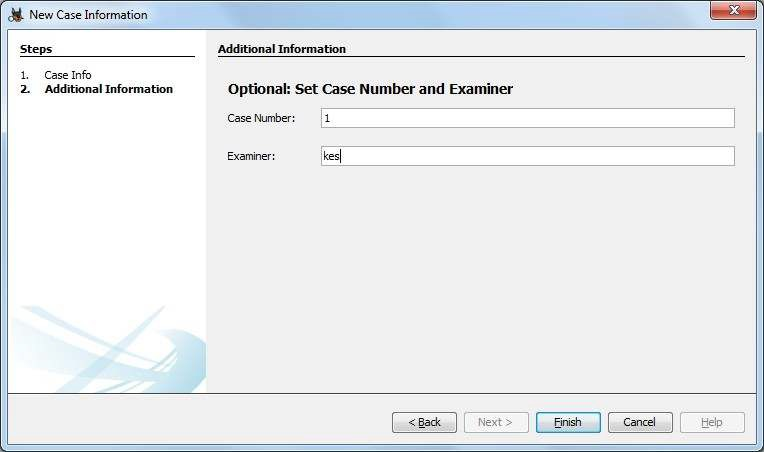 New Case Information
Steps
1. Case Info
2. Additional Information
Additional Information
Optional: Set Case Number and Examiner
Case Number: 1
Examiner: kes
< Back Next > Finish Cancel Help